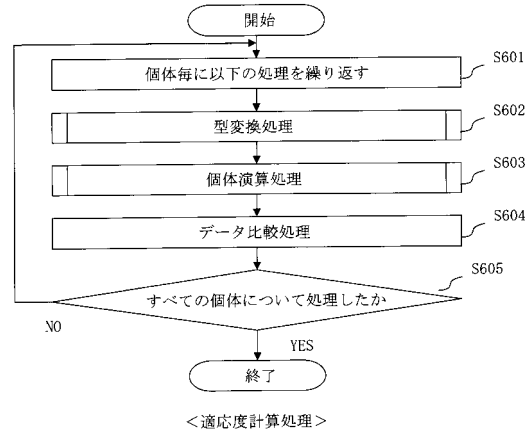 開始
個体毎に以下の処理を繰り返す
S601
型変換処理
S602
個体演算処理
S603
データ比較処理
S604
すべての個体について処理したか
S605
NO
YES
終了
＜適応度計算処理＞